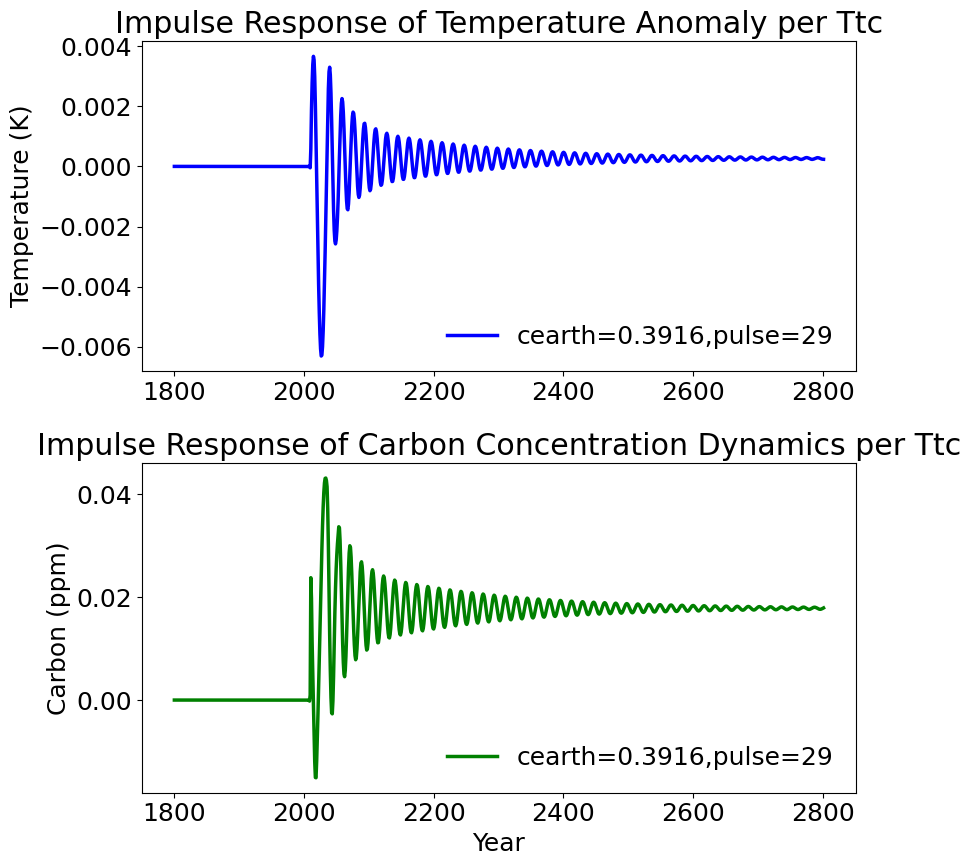 Impulse Response of Temperature Anomaly per Ttc
0.004
0.002
0.000
−0.002
−0.004
−0.006
Temperature (K)
cearth=0.3916,pulse=29
1800 2000 2200 2400 2600 2800
Impulse Response of Carbon Concentration Dynamics per Ttc
0.04
0.02
0.00
Carbon (ppm)
cearth=0.3916,pulse=29
1800 2000 2200 2400 2600 2800
Year